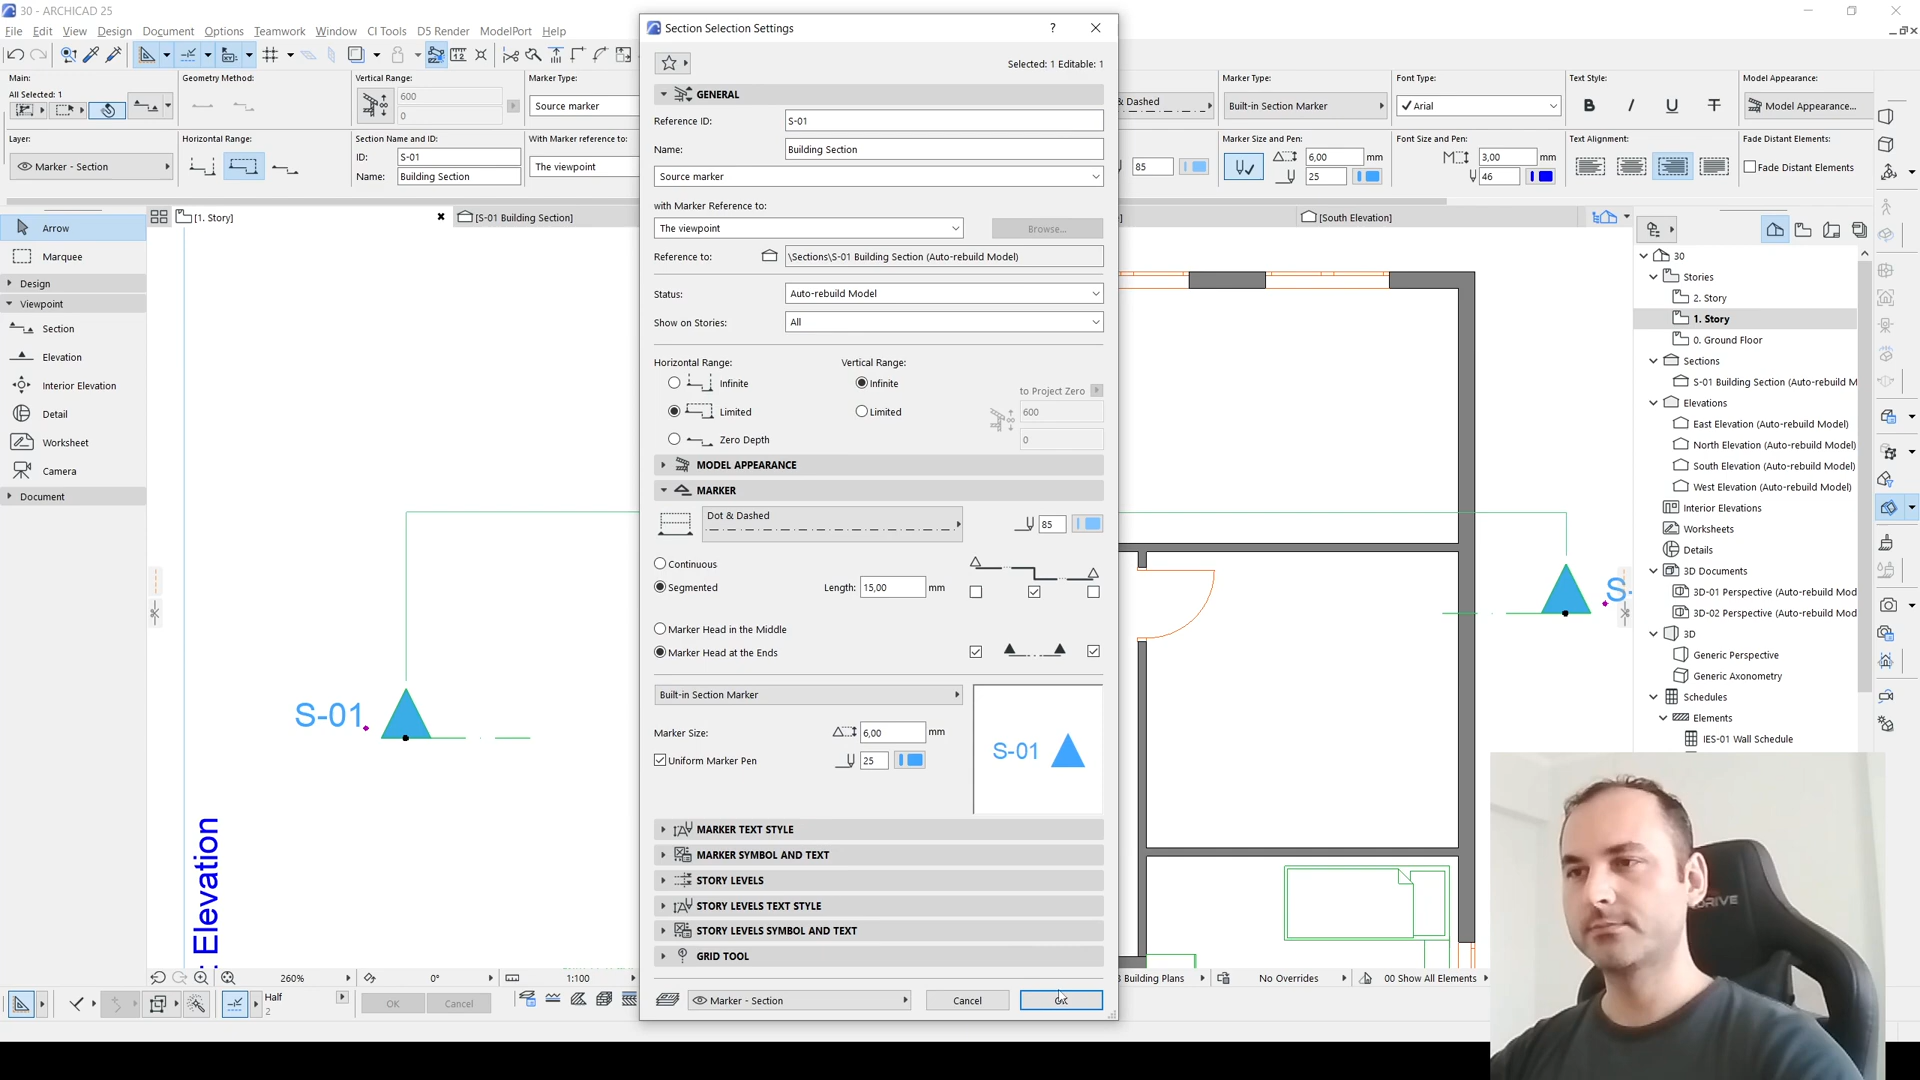 30 - ARCHICAD 25
File Edit View Design Document Options Teamwork Window CI Tools D5 Render ModelPort Help
Main:
All Selected: 1
Geometry Method:
Vertical Range:
600
0
Marker Type:
Source marker
Layer:
Marker - Section
Horizontal Range:
Section Name and ID:
ID: S-01
Name: Building Section
With Marker reference to:
The viewpoint
& Dashed
85
Marker Type:
Built-in Section Marker
Marker Size and Pen:
6,00 mm
25
Font Type:
Arial
Font Size and Pen:
3,00 mm
46
Text Style:
B I U T
Text Alignment:
Model Appearance:
Model Appearance...
Fade Distant Elements:
Fade Distant Elements
[1. Story]
[S-01 Building Section]
[South Elevation]
Arrow
Marquee
Design
Viewpoint
Section
Elevation
Interior Elevation
Detail
Worksheet
Camera
Document
Section Selection Settings
Selected: 1 Editable: 1
GENERAL
Reference ID: S-01
Name: Building Section
Source marker
with Marker Reference to:
The viewpoint
Browse...
Reference to: \Sections\S-01 Building Section (Auto-rebuild Model)
Status: Auto-rebuild Model
Show on Stories: All
Horizontal Range:
Infinite
Limited
Zero Depth
Vertical Range:
Infinite
Limited
to Project Zero
600
0
MODEL APPEARANCE
MARKER
Dot & Dashed
85
Continuous
Segmented
Length: 15,00 mm
Marker Head in the Middle
Marker Head at the Ends
Built-in Section Marker
Marker Size: 6,00 mm
Uniform Marker Pen 25
S-01
MARKER TEXT STYLE
MARKER SYMBOL AND TEXT
STORY LEVELS
STORY LEVELS TEXT STYLE
STORY LEVELS SYMBOL AND TEXT
GRID TOOL
Marker - Section
Cancel
S-01
S-
Elevation
30
Stories
2. Story
1. Story
0. Ground Floor
Sections
S-01 Building Section (Auto-rebuild M
Elevations
East Elevation (Auto-rebuild Model)
North Elevation (Auto-rebuild Model)
South Elevation (Auto-rebuild Model)
West Elevation (Auto-rebuild Model)
Interior Elevations
Worksheets
Details
3D Documents
3D-01 Perspective (Auto-rebuild Mod
3D-02 Perspective (Auto-rebuild Mod
3D
Generic Perspective
Generic Axonometry
Schedules
Elements
IES-01 Wall Schedule
260%
0°
1:100
Building Plans
No Overrides
00 Show All Elements
Half
2
OK
Cancel